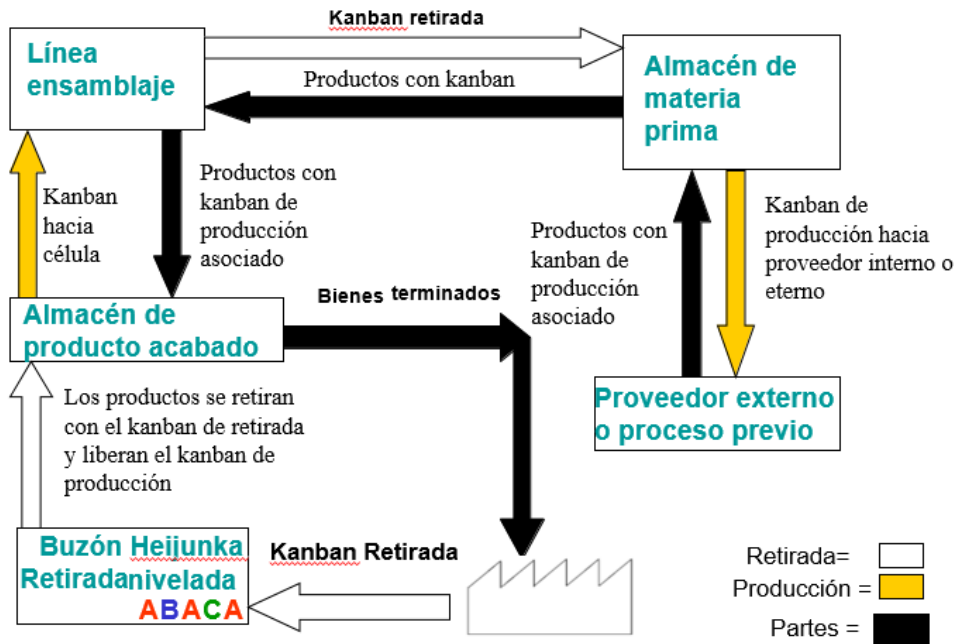 Kanban retirada
Línea
ensamblaje
Productos con kanban
Almacén de
materia
prima
Kanban
hacia
célula
Productos con
kanban de
producción
asociado
Productos con
kanban de
producción
asociado
Kanban de
producción hacia
proveedor interno o
eterno
Bienes terminados
Almacén de
producto acabado
Proveedor externo
o proceso previo
Los productos se retiran
con el kanban de retirada
y liberan el kanban de
producción
Buzón Heijunka
Retirada nivelada
ABACA
Kanban Retirada
Retirada=
Producción =
Partes =